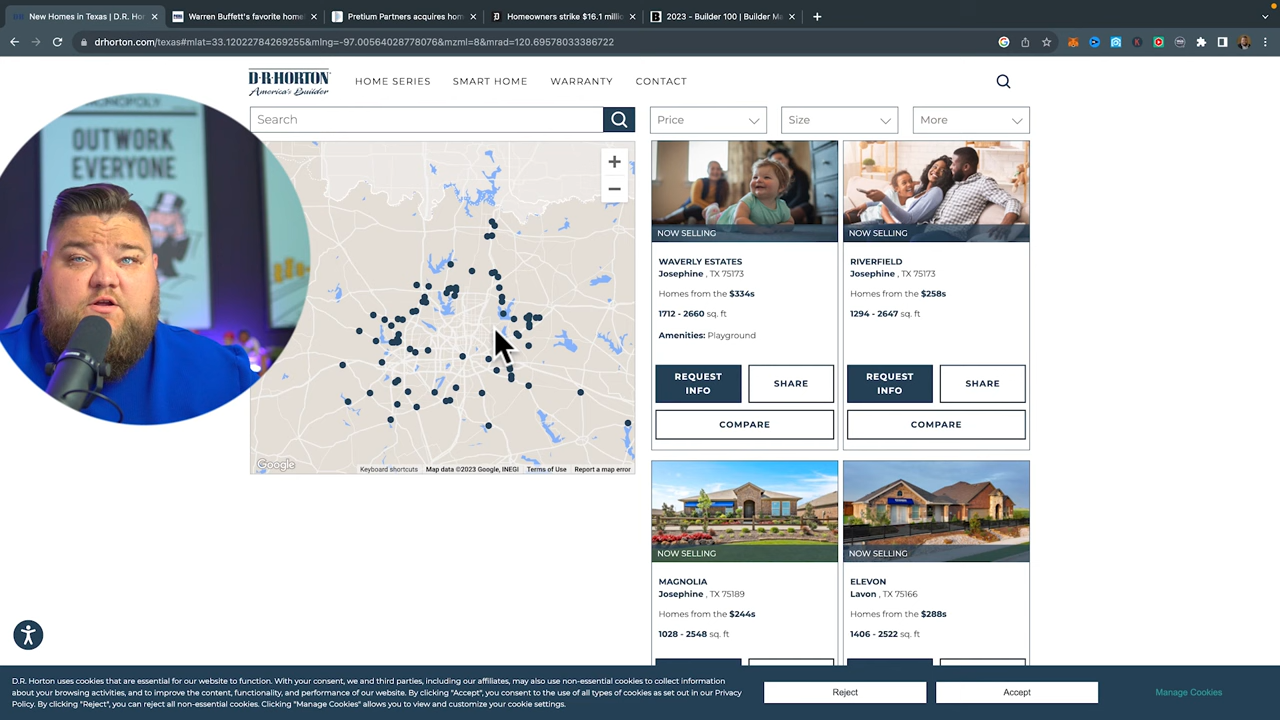 New Homes in Texas | D.R. Hor
Warren Buffett's favorite home
Pretium Partners acquires hom
Homeowners strike $16.1 millio
2023 - Builder 100 | Builder Ma
drhorton.com/texas#mlat=33.12022784269255&mlng=-97.00564028778076&mzml=8&mrad=120.69578033386722
D·R·HORTON
America's Builder
HOME SERIES
SMART HOME
WARRANTY
CONTACT
Search
Price
Size
More
OUTWORK
EVERYONE
NOW SELLING
WAVERLY ESTATES
Josephine , TX 75173
Homes from the $334s
1712 - 2660 sq. ft
Amenities: Playground
REQUEST
INFO
SHARE
COMPARE
NOW SELLING
RIVERFIELD
Josephine , TX 75173
Homes from the $258s
1294 - 2647 sq. ft
REQUEST
INFO
SHARE
COMPARE
Google
Keyboard shortcuts
Map data ©2023 Google, INEGI
Terms of Use
Report a map error
NOW SELLING
MAGNOLIA
Josephine , TX 75189
Homes from the $244s
1028 - 2548 sq. ft
NOW SELLING
ELEVON
Lavon , TX 75166
Homes from the $288s
1406 - 2522 sq. ft
D.R. Horton uses cookies that are essential for our website to function. With your consent, we and third parties, including our affiliates, may also use non-essential cookies to collect information
about your browsing activities, and to improve the content, functionality, and performance of our website. By clicking "Accept", you consent to the use of all types of cookies as set out in our Privacy
Policy. By clicking "Reject", you can reject all non-essential cookies. Clicking "Manage Cookies" allows you to view and customize your cookie settings.
Reject
Accept
Manage Cookies